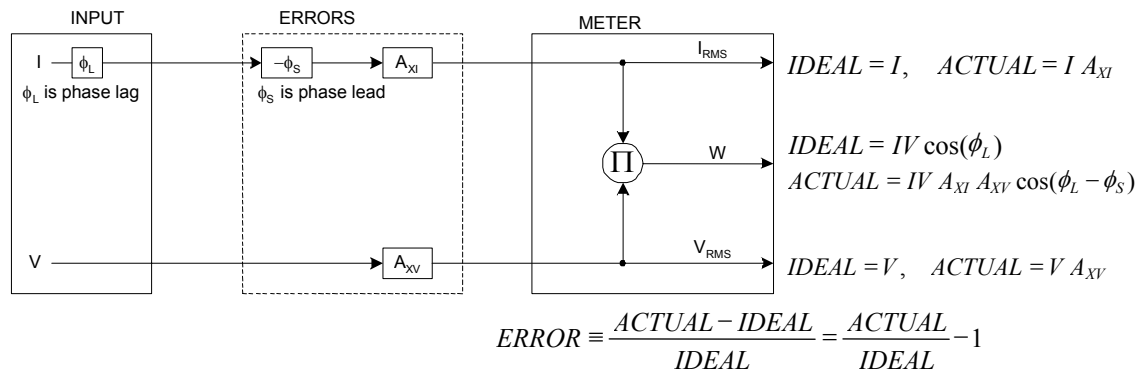 INPUT
ERRORS
METER
I
ϕL
−ϕS
AXI
IRMS
IDEAL = I, ACTUAL = I AXI
ϕL is phase lag
ϕS is phase lead
Π
W
IDEAL = IV cos(ϕL)
ACTUAL = IV AXI AXV cos(ϕL − ϕS)
V
AXV
VRMS
IDEAL = V, ACTUAL = V AXV
ERROR ≡ ACTUAL − IDEAL / IDEAL = ACTUAL / IDEAL − 1